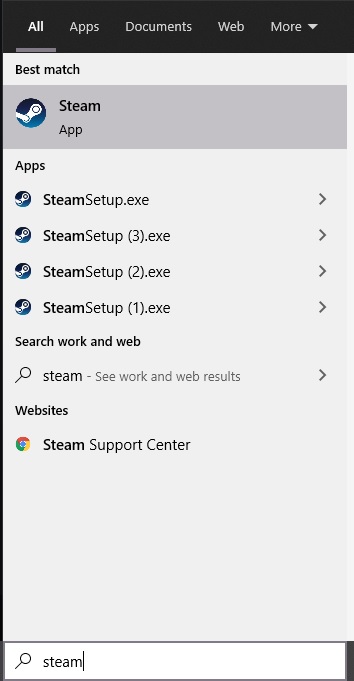 All Apps Documents Web More
Best match
Steam
App
Apps
SteamSetup.exe
SteamSetup (3).exe
SteamSetup (2).exe
SteamSetup (1).exe
Search work and web
steam - See work and web results
Websites
Steam Support Center
steam